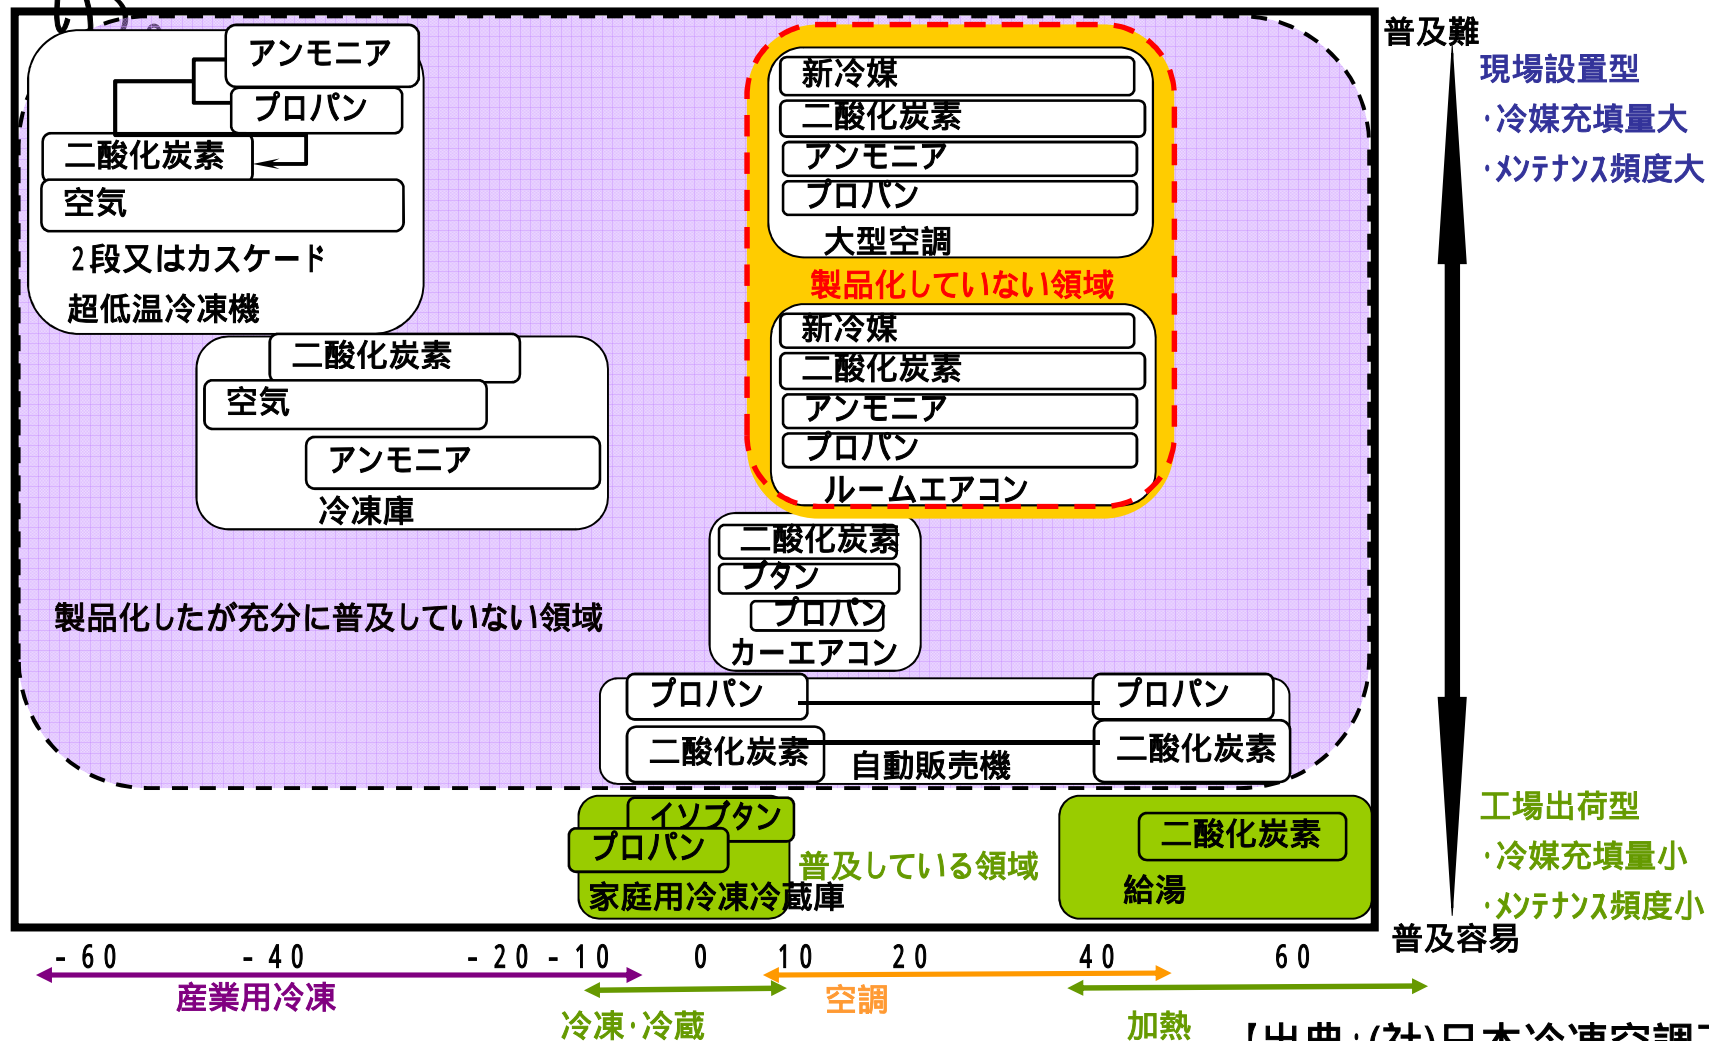 普及難
現場設置型
・冷媒充填量大
・ﾒﾝﾃﾅﾝｽ頻度大
アンモニア
プロパン
二酸化炭素
空気
2段又はカスケード
超低温冷凍機
新冷媒
二酸化炭素
アンモニア
プロパン
大型空調
製品化していない領域
新冷媒
二酸化炭素
アンモニア
プロパン
ルームエアコン
二酸化炭素
空気
アンモニア
冷凍庫
二酸化炭素
ブタン
プロパン
カーエアコン
製品化したが充分に普及していない領域
プロパン
プロパン
二酸化炭素
二酸化炭素
自動販売機
イソブタン
プロパン
家庭用冷凍冷蔵庫
普及している領域
二酸化炭素
給湯
工場出荷型
・冷媒充填量小
・ﾒﾝﾃﾅﾝｽ頻度小
普及容易
-60 -40 -20 -10 0 10 20 40 60
産業用冷凍
冷凍・冷蔵
空調
加熱
【出典:(社)日本冷凍空調工